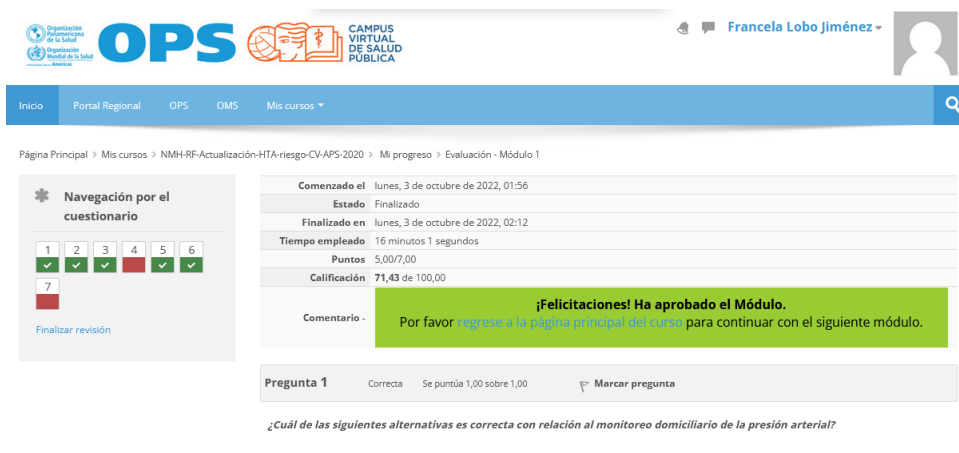 Organización
Panamericana
de la Salud
Organización
Mundial de la Salud
Américas
OPS
CAMPUS
VIRTUAL
DE SALUD
PÚBLICA
Francela Lobo Jiménez
Inicio Portal Regional OPS OMS Mis cursos
Página Principal > Mis cursos > NMH-RF-Actualización-HTA-riesgo-CV-APS-2020 > Mi progreso > Evaluación - Módulo 1
Navegación por el
cuestionario
1 2 3 4 5 6
7
Finalizar revisión
Comenzado el lunes, 3 de octubre de 2022, 01:56
Estado Finalizado
Finalizado en lunes, 3 de octubre de 2022, 02:12
Tiempo empleado 16 minutos 1 segundos
Puntos 5,00/7,00
Calificación 71,43 de 100,00
Comentario -
¡Felicitaciones! Ha aprobado el Módulo.
Por favor regrese a la página principal del curso para continuar con el siguiente módulo.
Pregunta 1 Correcta Se puntúa 1,00 sobre 1,00 Marcar pregunta
¿Cuál de las siguientes alternativas es correcta con relación al monitoreo domiciliario de la presión arterial?